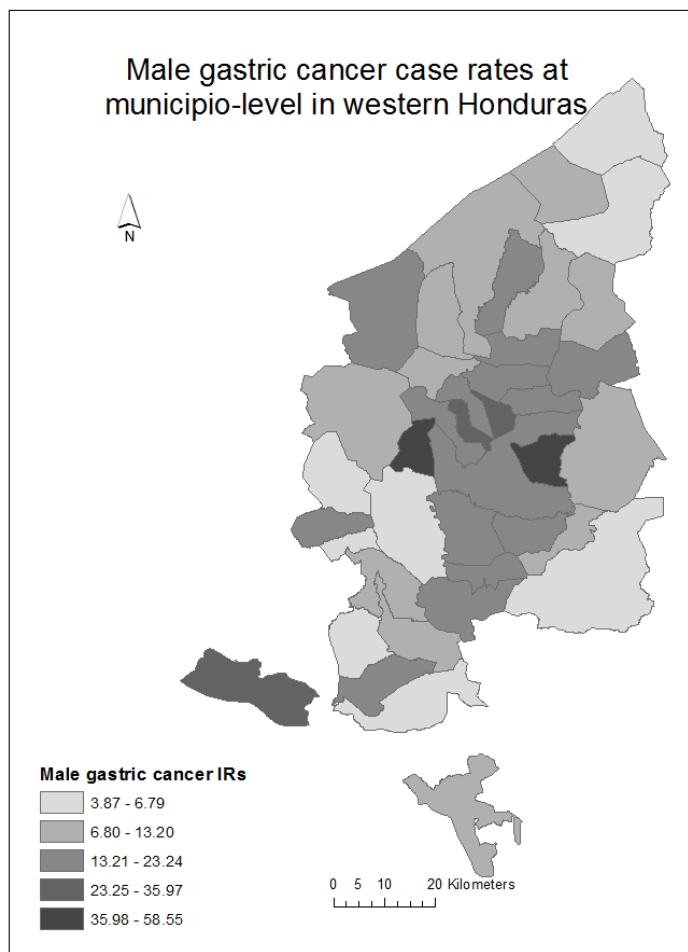 Male gastric cancer case rates at
municipio-level in western Honduras
N
Male gastric cancer IRs
3.87 - 6.79
6.80 - 13.20
13.21 - 23.24
23.25 - 35.97
35.98 - 58.55
0 5 10 20 Kilometers